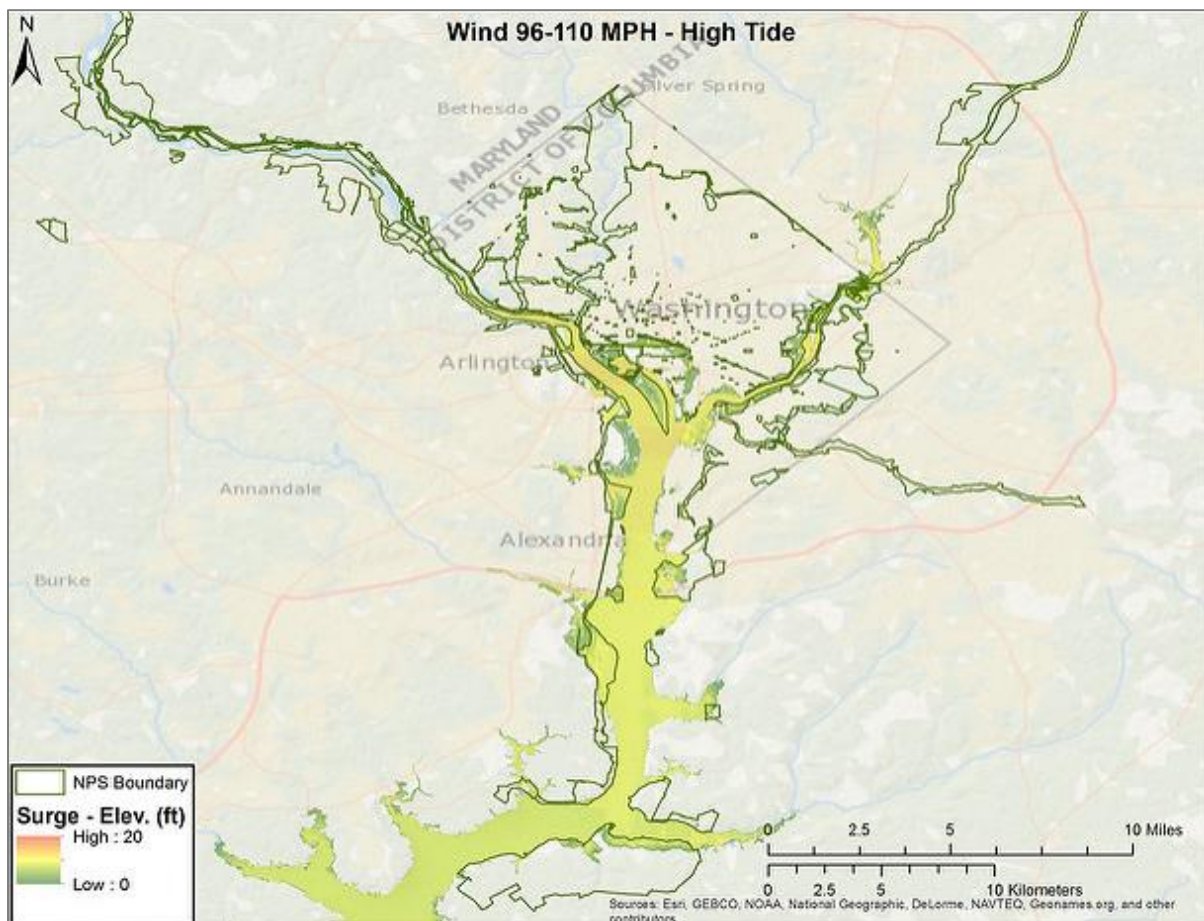 Wind 96-110 MPH - High Tide
N
Silver Spring
Bethesda
MARYLAND
DISTRICT OF COLUMBIA
Washington
Arlington
Annandale
Alexandria
Burke
NPS Boundary
Surge - Elev. (ft)
High : 20
Low : 0
0 2.5 5 10 Miles
0 2.5 5 10 Kilometers
Sources: Esri, GEBCO, NOAA, National Geographic, DeLorme, NAVTEQ, Geonames.org, and other
contributors